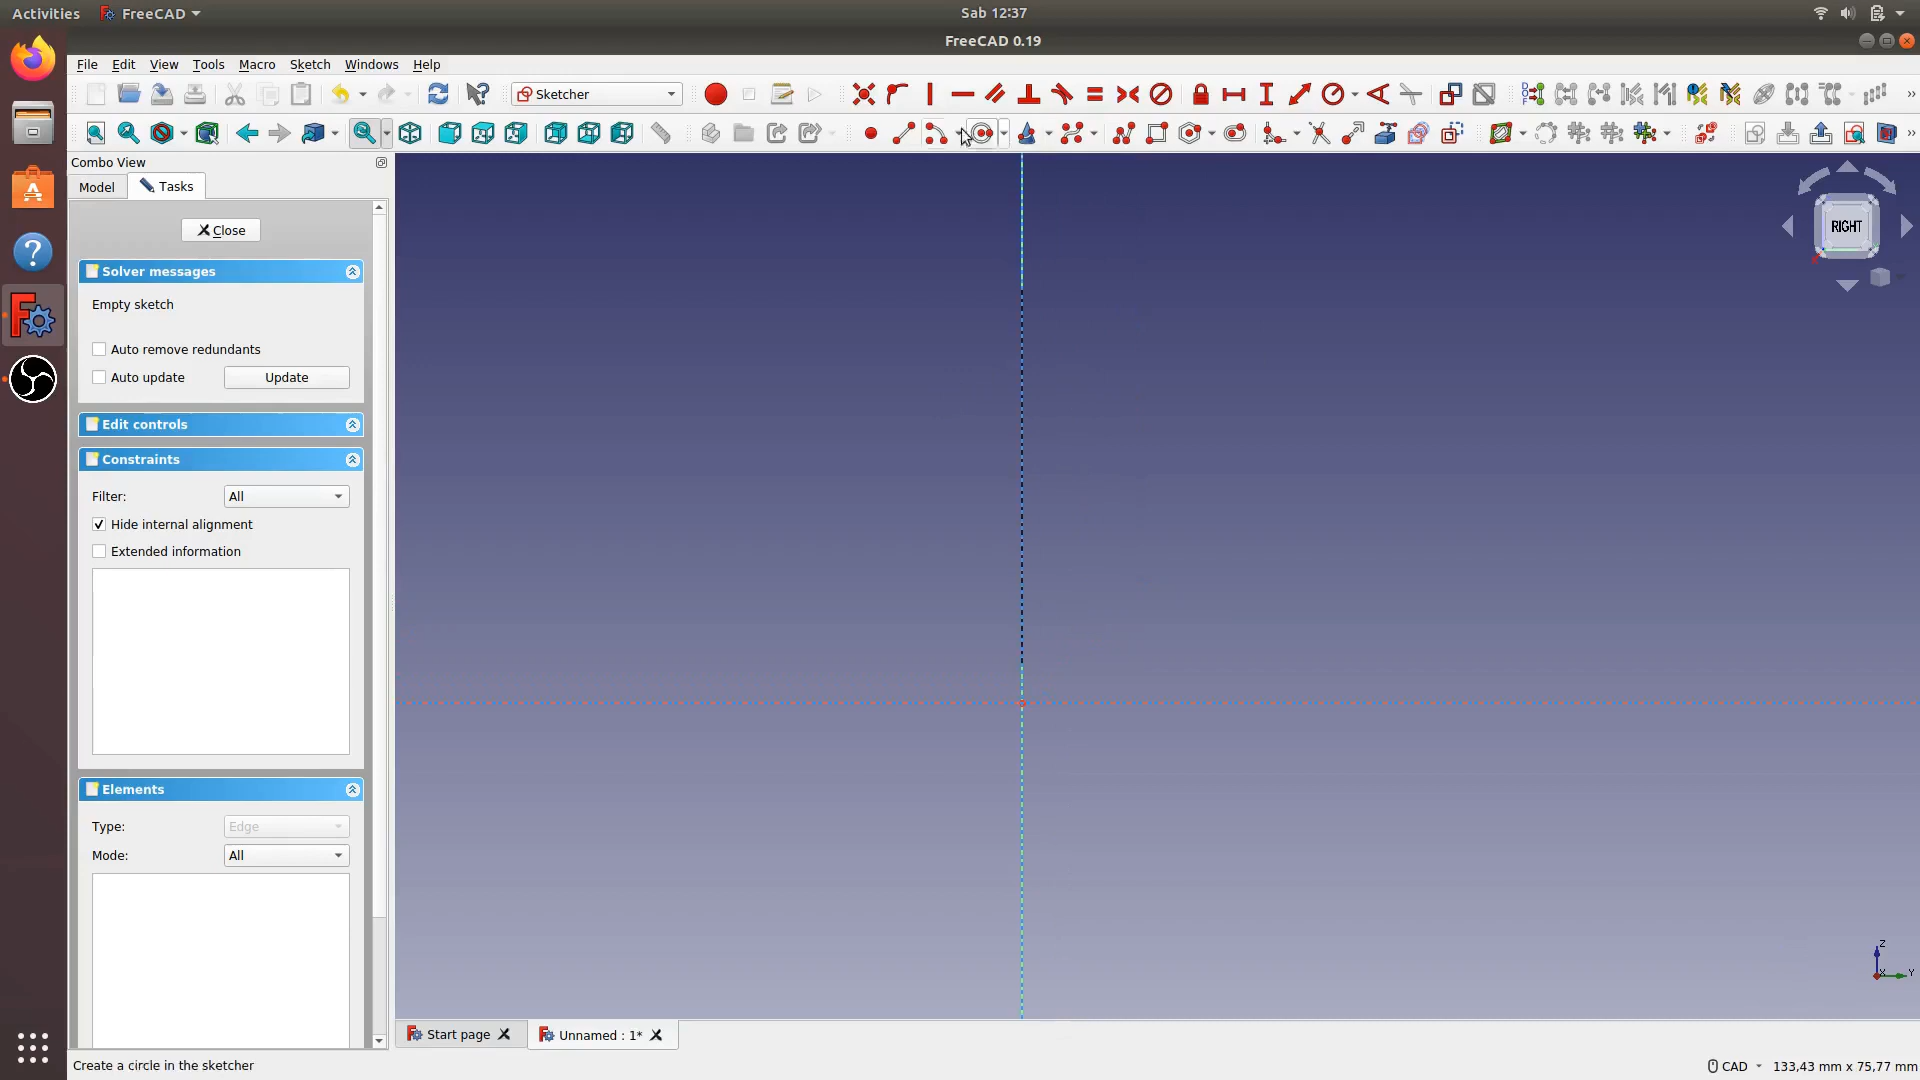 Activities FreeCAD Sab 12:37
FreeCAD 0.19
File Edit View Tools Macro Sketch Windows Help
Sketcher
Combo View
Model Tasks
Close
Solver messages
Empty sketch
Auto remove redundants
Auto update Update
Edit controls
Constraints
Filter: All
Hide internal alignment
Extended information
Elements
Type: Edge
Mode: All
RIGHT
Z
X Y
Start page Unnamed : 1*
Create a circle in the sketcher CAD 133,43 mm x 75,77 mm